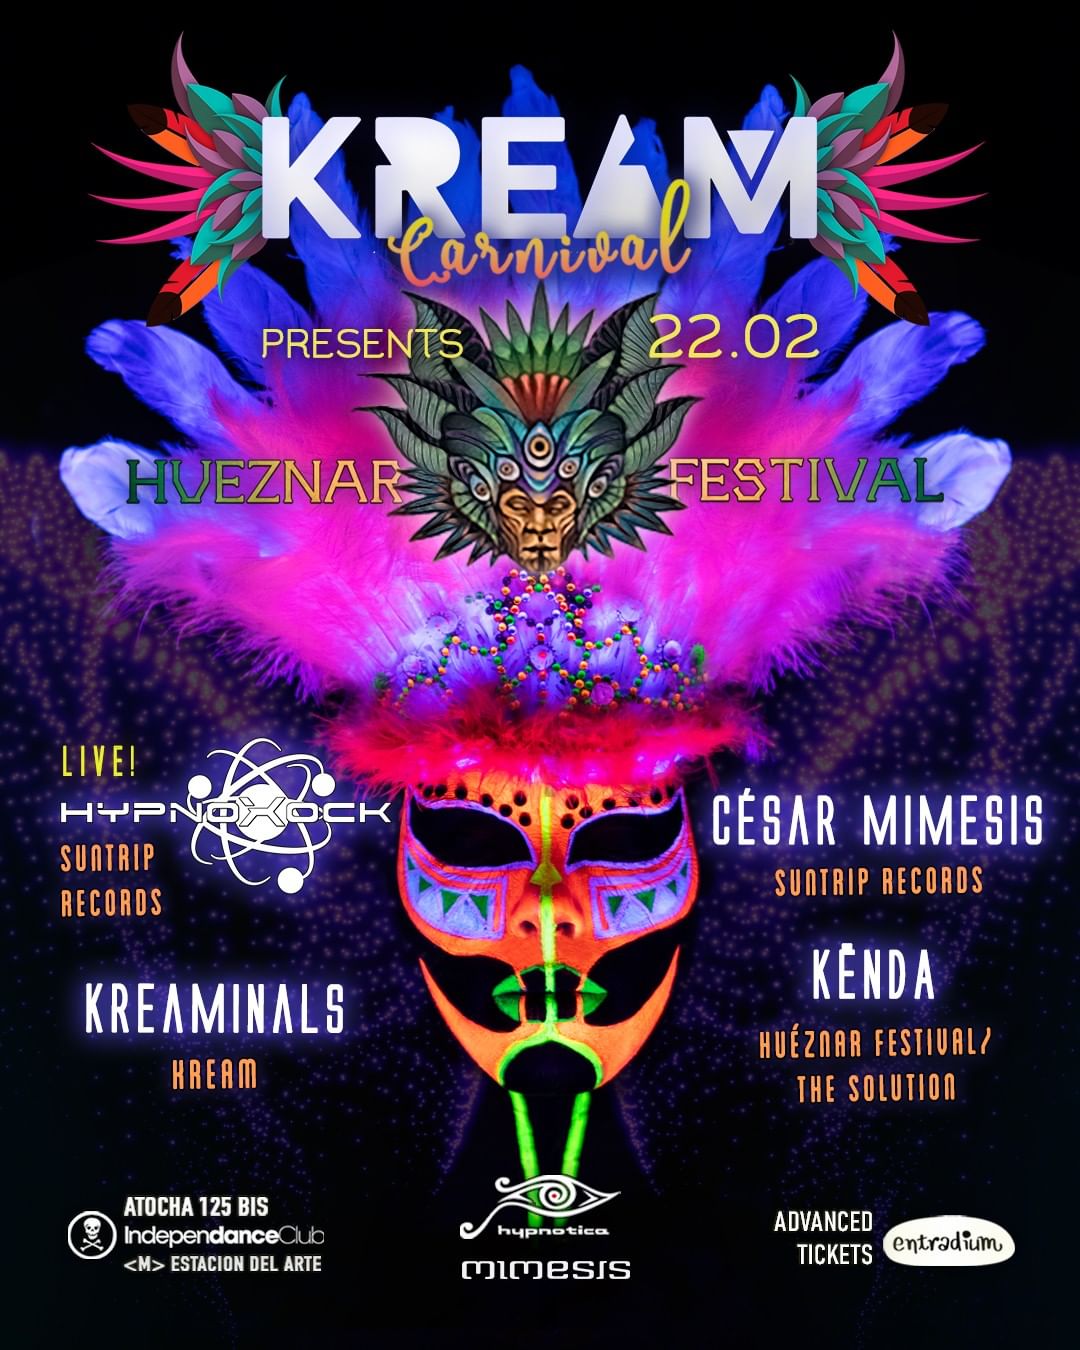 KREAM
Carnival
PRESENTS
22.02
HUEZNAR FESTIVAL
LIVE!
HYPNOXOCK
SUNTRIP
RECORDS
CÉSAR MIMESIS
SUNTRIP RECORDS
KREAMINALS
KREAM
KĒNDA
HUÉZNAR FESTIVAL/
THE SOLUTION
ATOCHA 125 BIS
IndependanceClub
<M> ESTACION DEL ARTE
hypnotica
mimesis
ADVANCED
TICKETS
entradium